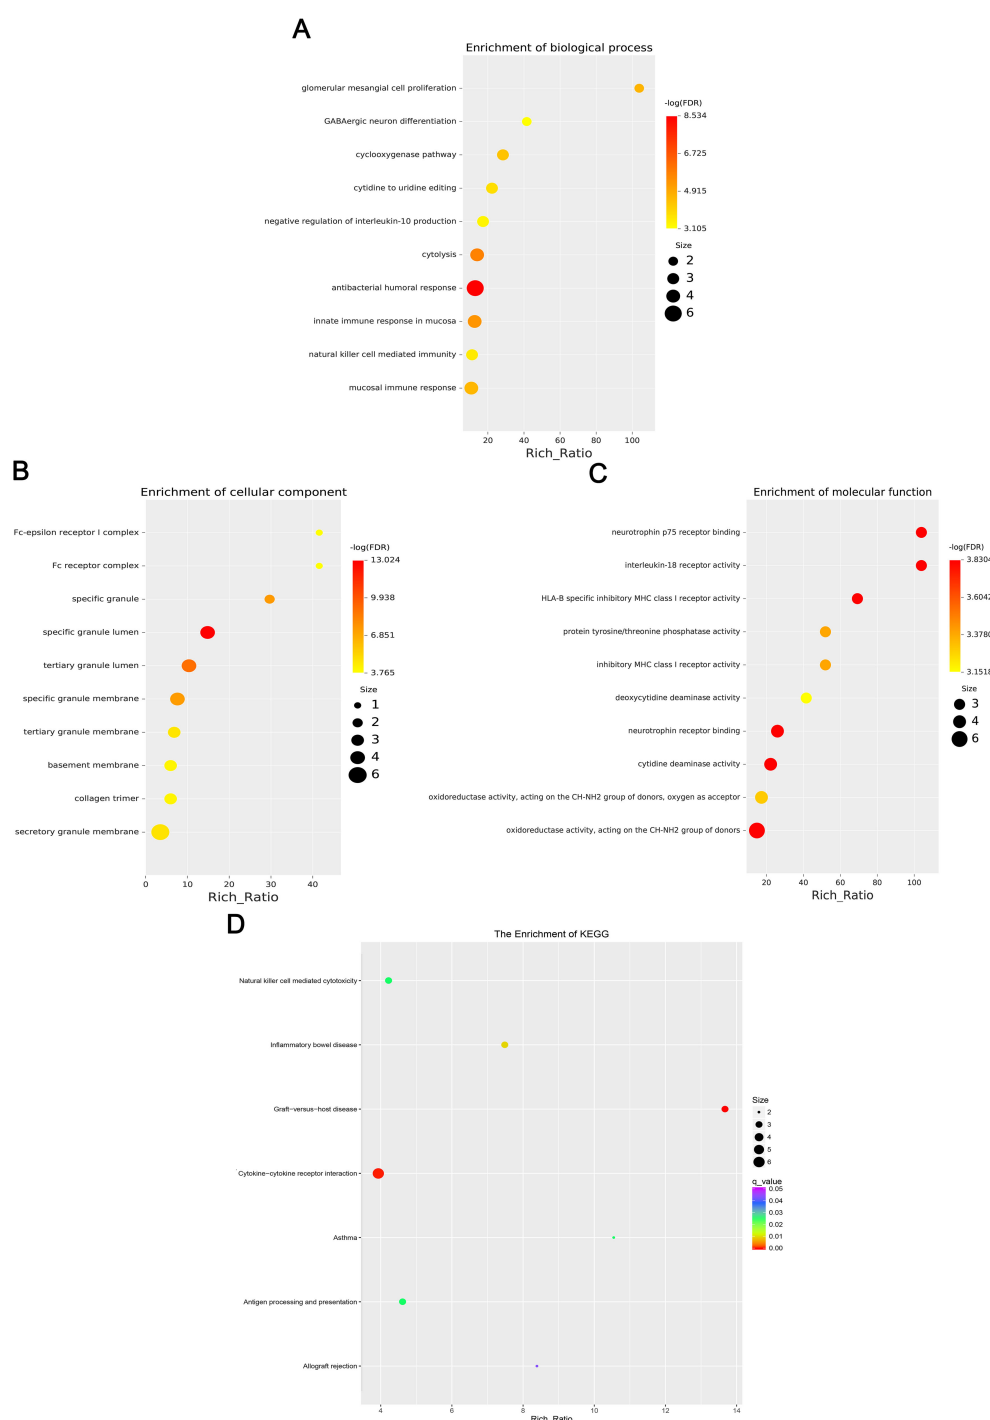 A
Enrichment of biological process
glomerular mesangial cell proliferation
GABAergic neuron differentiation
cyclooxygenase pathway
cytidine to uridine editing
negative regulation of interleukin-10 production
cytolysis
antibacterial humoral response
innate immune response in mucosa
natural killer cell mediated immunity
mucosal immune response
20 40 60 80 100
Rich_Ratio
-log(FDR)
8.534
6.725
4.915
3.105
Size
2
3
4
6
B
Enrichment of cellular component
Fc-epsilon receptor I complex
Fc receptor complex
specific granule
specific granule lumen
tertiary granule lumen
specific granule membrane
tertiary granule membrane
basement membrane
collagen trimer
secretory granule membrane
0 10 20 30 40
Rich_Ratio
-log(FDR)
13.024
9.938
6.851
3.765
Size
1
2
3
4
6
C
Enrichment of molecular function
neurotrophin p75 receptor binding
interleukin-18 receptor activity
HLA-B specific inhibitory MHC class I receptor activity
protein tyrosine/threonine phosphatase activity
inhibitory MHC class I receptor activity
deoxycytidine deaminase activity
neurotrophin receptor binding
cytidine deaminase activity
oxidoreductase activity, acting on the CH-NH2 group of donors, oxygen as acceptor
oxidoreductase activity, acting on the CH-NH2 group of donors
20 40 60 80 100
Rich_Ratio
-log(FDR)
3.8304
3.6042
3.3780
3.1518
Size
3
4
6
D
The Enrichment of KEGG
Natural killer cell mediated cytotoxicity
Inflammatory bowel disease
Graft−versus−host disease
Cytokine−cytokine receptor interaction
Asthma
Antigen processing and presentation
Allograft rejection
4 6 8 10 12 14
Rich_Ratio
Size
2
3
4
5
6
q_value
0.05
0.04
0.03
0.02
0.01
0.00